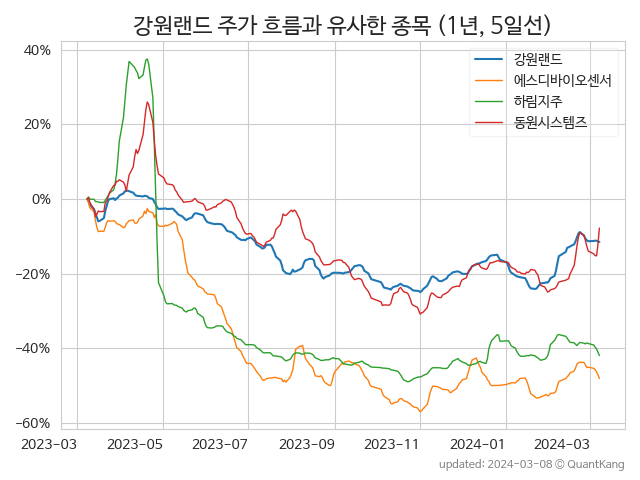 강원랜드 주가 흐름과 유사한 종목 (1년, 5일선)
40%
20%
0%
−20%
−40%
−60%
강원랜드
에스디바이오센서
하림지주
동원시스템즈
2023-03
2023-05
2023-07
2023-09
2023-11
2024-01
2024-03
updated: 2024-03-08 ⓒ QuantKang